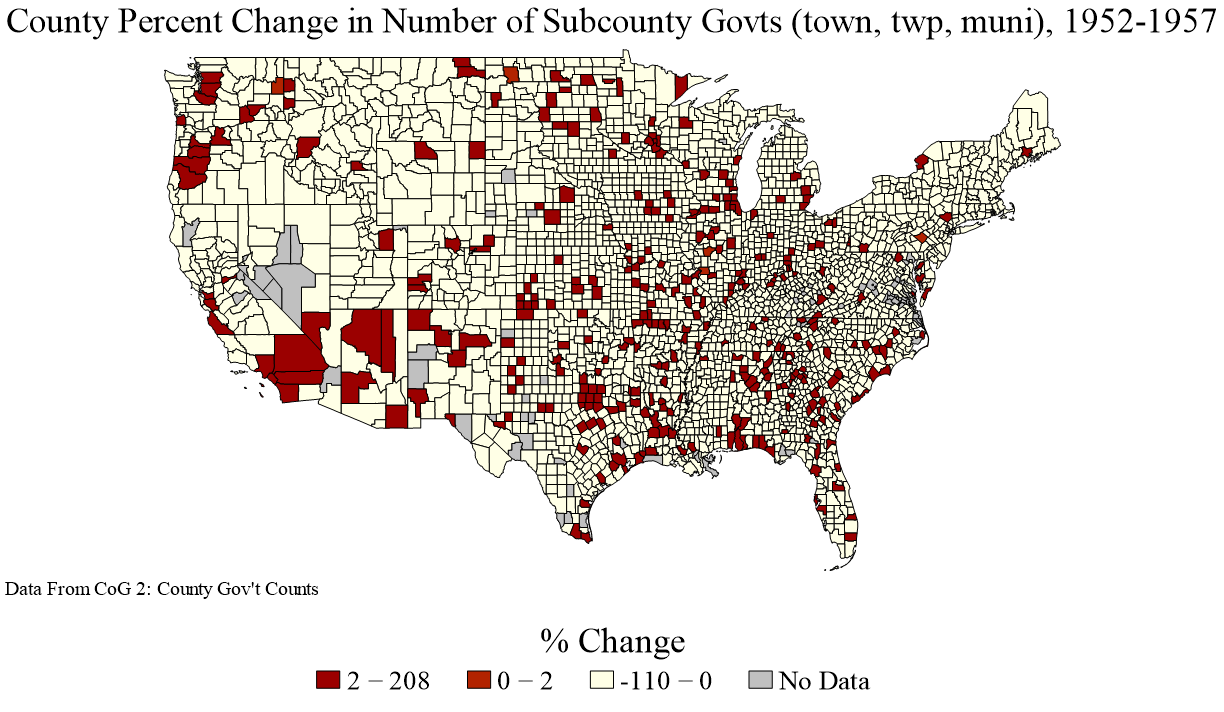 County Percent Change in Number of Subcounty Govts (town, twp, muni), 1952-1957
Data From CoG 2: County Gov't Counts
% Change
2 − 208 0 − 2 -110 − 0 No Data